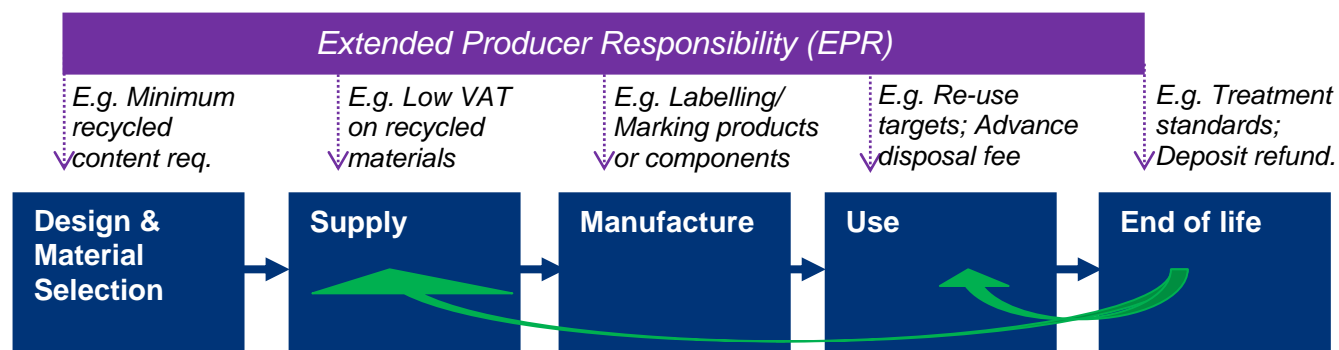 Extended Producer Responsibility (EPR)
E.g. Minimum
recycled
content req.
E.g. Low VAT
on recycled
materials
E.g. Labelling/
Marking products
or components
E.g. Re-use
targets; Advance
disposal fee
E.g. Treatment
standards;
Deposit refund.
Design &
Material
Selection
Supply
Manufacture
Use
End of life